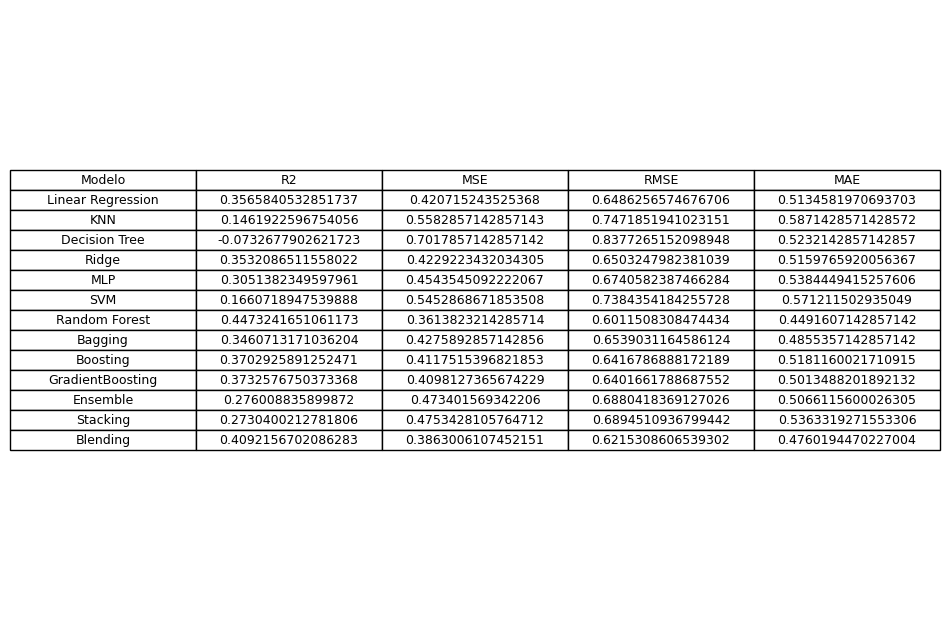 Modelo R2 MSE RMSE MAE
Linear Regression 0.3565840532851737 0.420715243525368 0.6486256574676706 0.5134581970693703
KNN 0.1461922596754056 0.5582857142857143 0.7471851941023151 0.5871428571428572
Decision Tree -0.0732677902621723 0.7017857142857142 0.8377265152098948 0.5232142857142857
Ridge 0.3532086511558022 0.4229223432034305 0.6503247982381039 0.5159765920056367
MLP 0.3051382349597961 0.4543545092222067 0.6740582387466284 0.5384449415257606
SVM 0.1660718947539888 0.5452868671853508 0.7384354184255728 0.571211502935049
Random Forest 0.4473241651061173 0.3613823214285714 0.6011508308474434 0.4491607142857142
Bagging 0.3460713171036204 0.4275892857142856 0.6539031164586124 0.4855357142857142
Boosting 0.3702925891252471 0.4117515396821853 0.6416786888172189 0.5181160021710915
GradientBoosting 0.3732576750373368 0.4098127365674229 0.6401661788687552 0.5013488201892132
Ensemble 0.276008835899872 0.473401569342206 0.6880418369127026 0.5066115600026305
Stacking 0.2730400212781806 0.4753428105764712 0.6894510936799442 0.5363319271553306
Blending 0.4092156702086283 0.3863006107452151 0.6215308606539302 0.4760194470227004